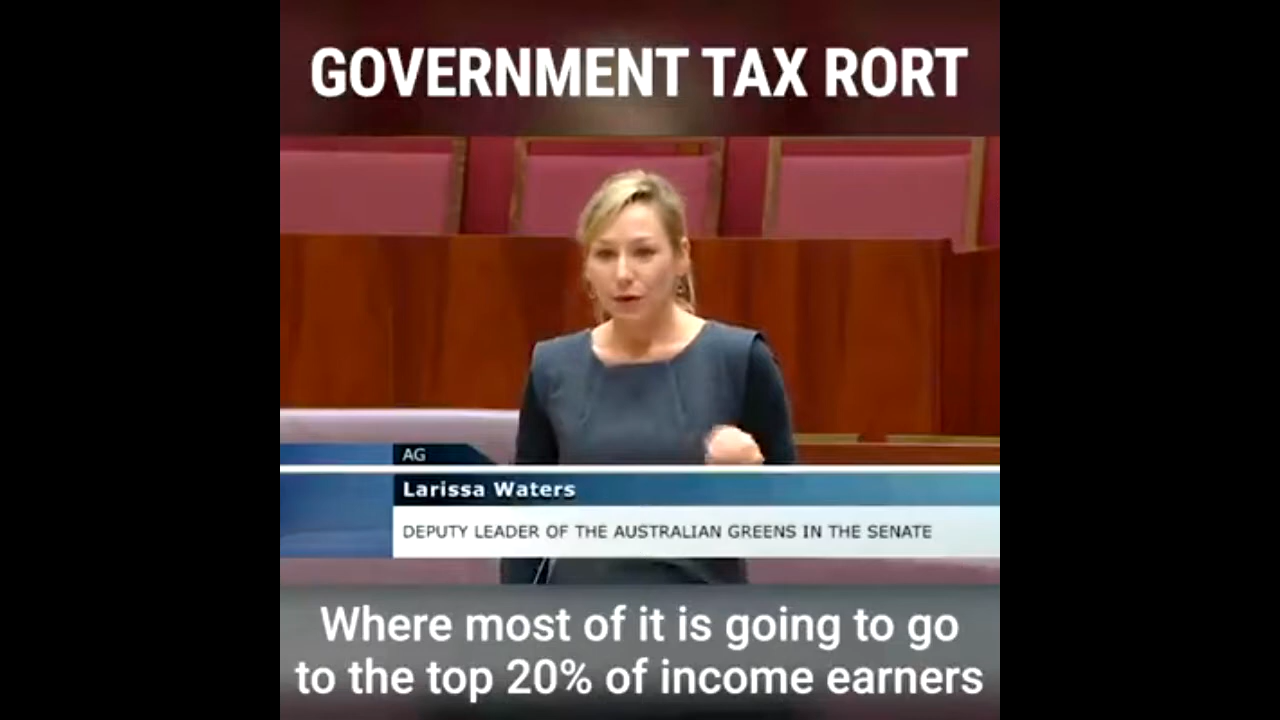 GOVERNMENT TAX RORT
AG
Larissa Waters
DEPUTY LEADER OF THE AUSTRALIAN GREENS IN THE SENATE
Where most of it is going to go
to the top 20% of income earners